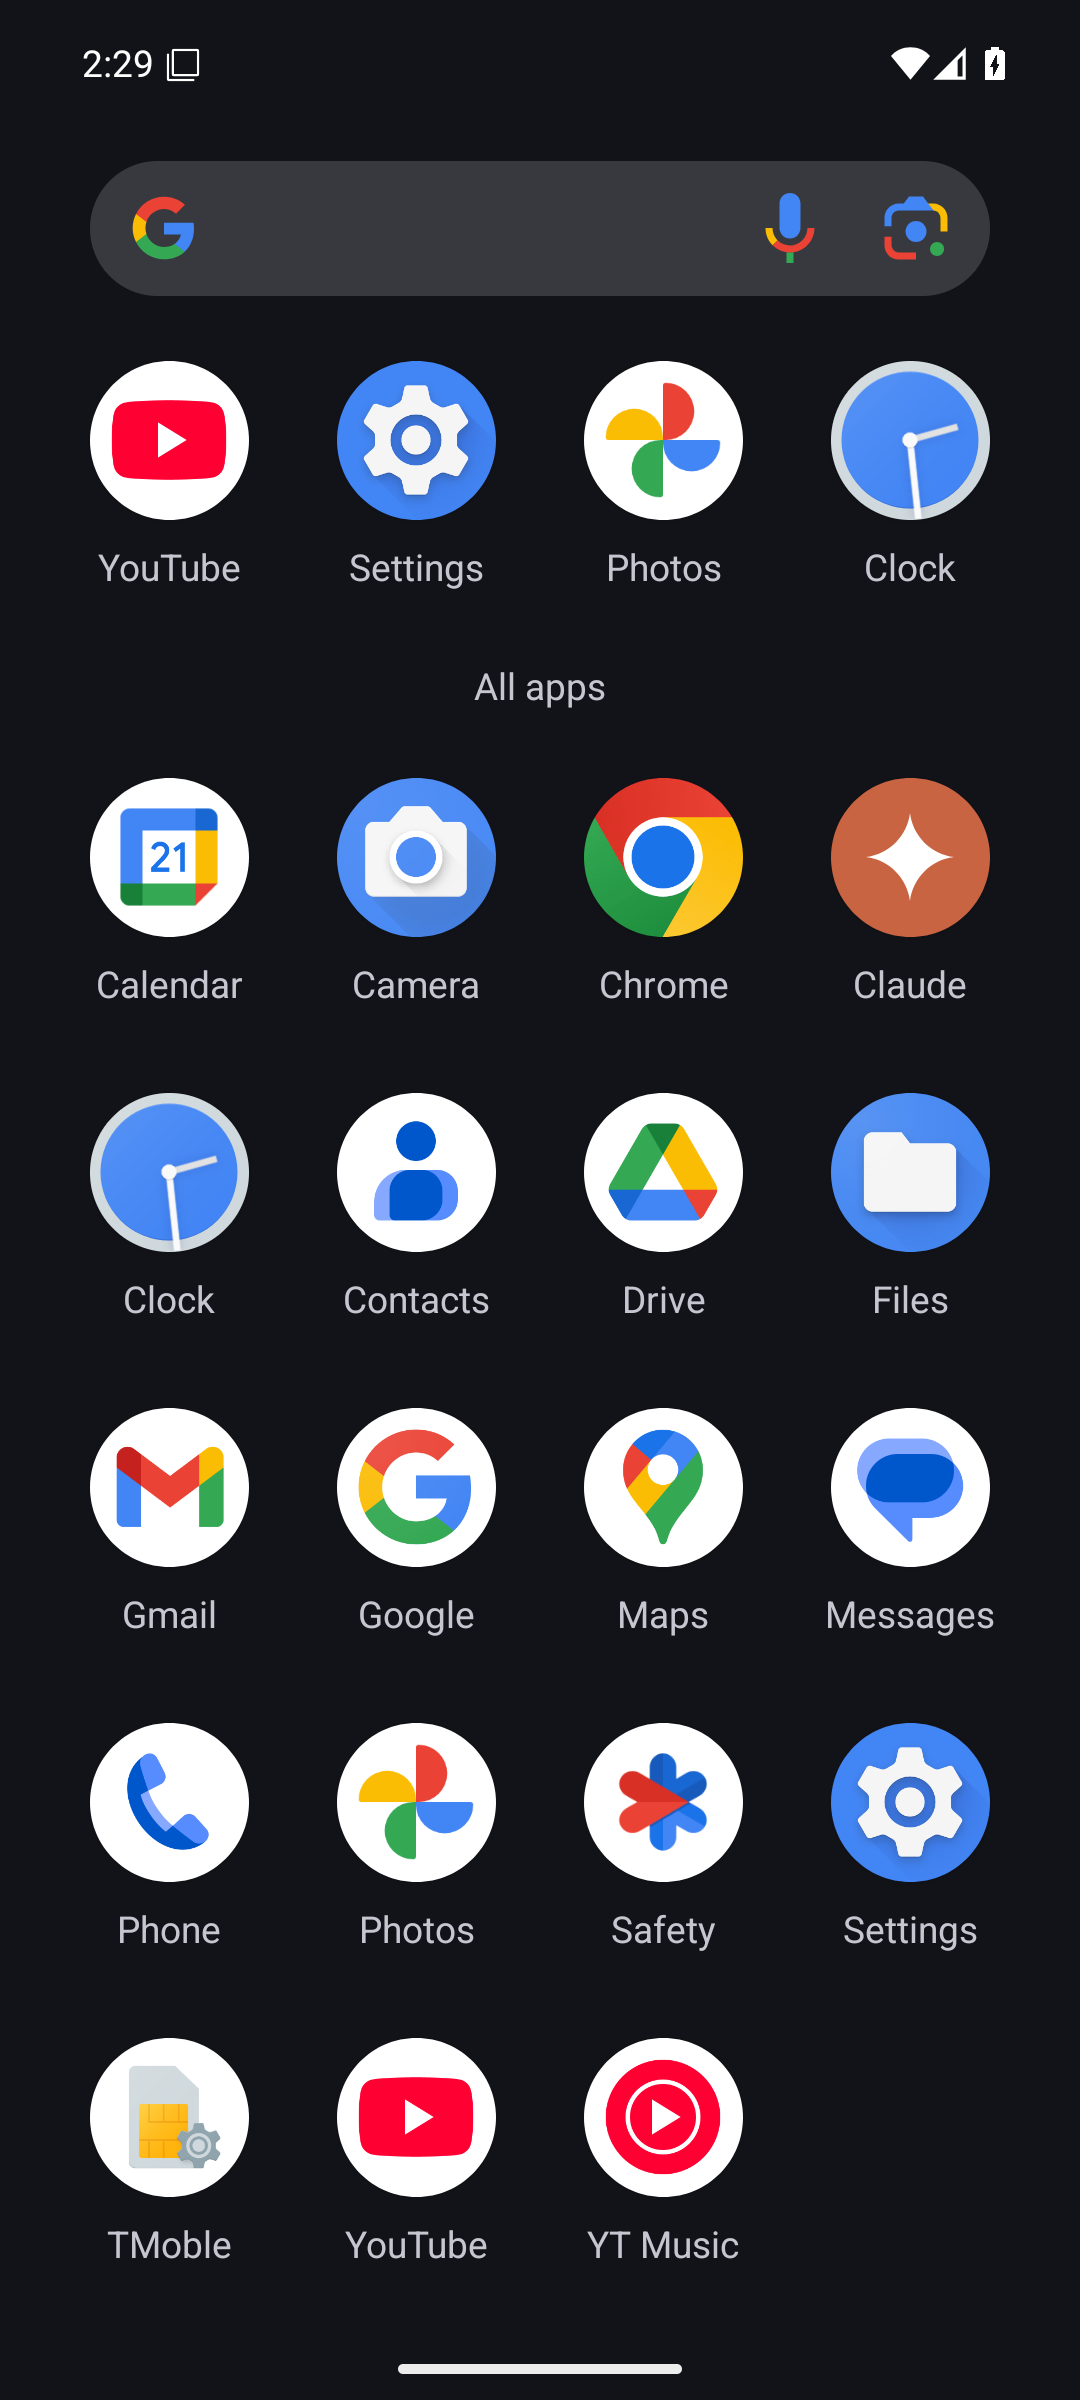 2:29
YouTube Settings Photos Clock
All apps
21
Calendar Camera Chrome Claude
Clock Contacts Drive Files
Gmail Google Maps Messages
Phone Photos Safety Settings
TMoble YouTube YT Music